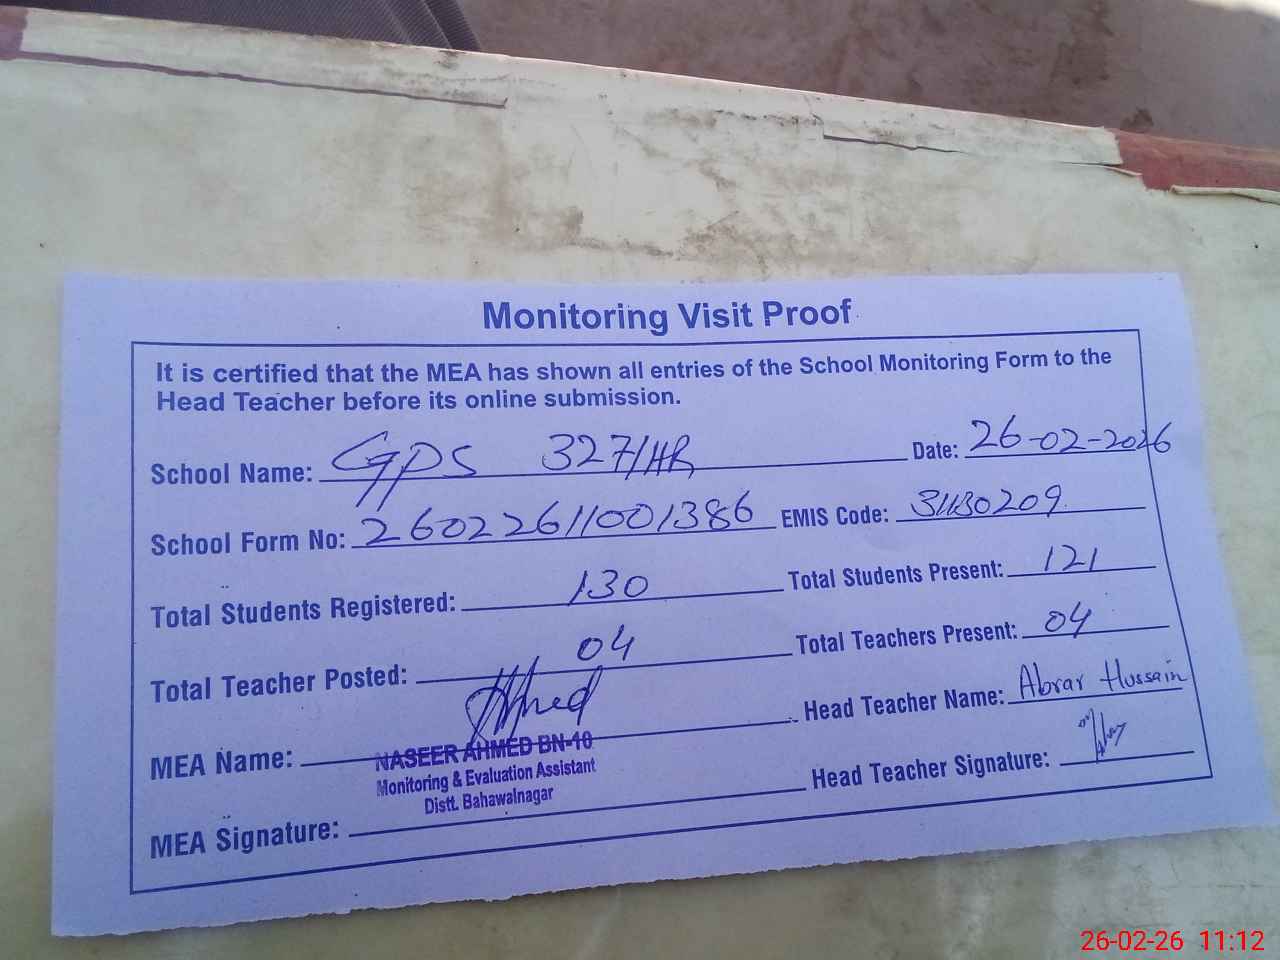 Monitoring Visit Proof
It is certified that the MEA has shown all entries of the School Monitoring Form to the
Head Teacher before its online submission.
School Name: GPS 327/HR Date: 26-02-2026
School Form No: 26022611001386 EMIS Code: 31130209
Total Students Registered: 130 Total Students Present: 121
Total Teacher Posted: 04 Total Teachers Present: 04
MEA Name: Head Teacher Name: Abrar Hussain
NASEER AHMED BN-10
Monitoring & Evaluation Assistant
Distt. Bahawalnagar
MEA Signature: Head Teacher Signature:
26-02-26 11:12